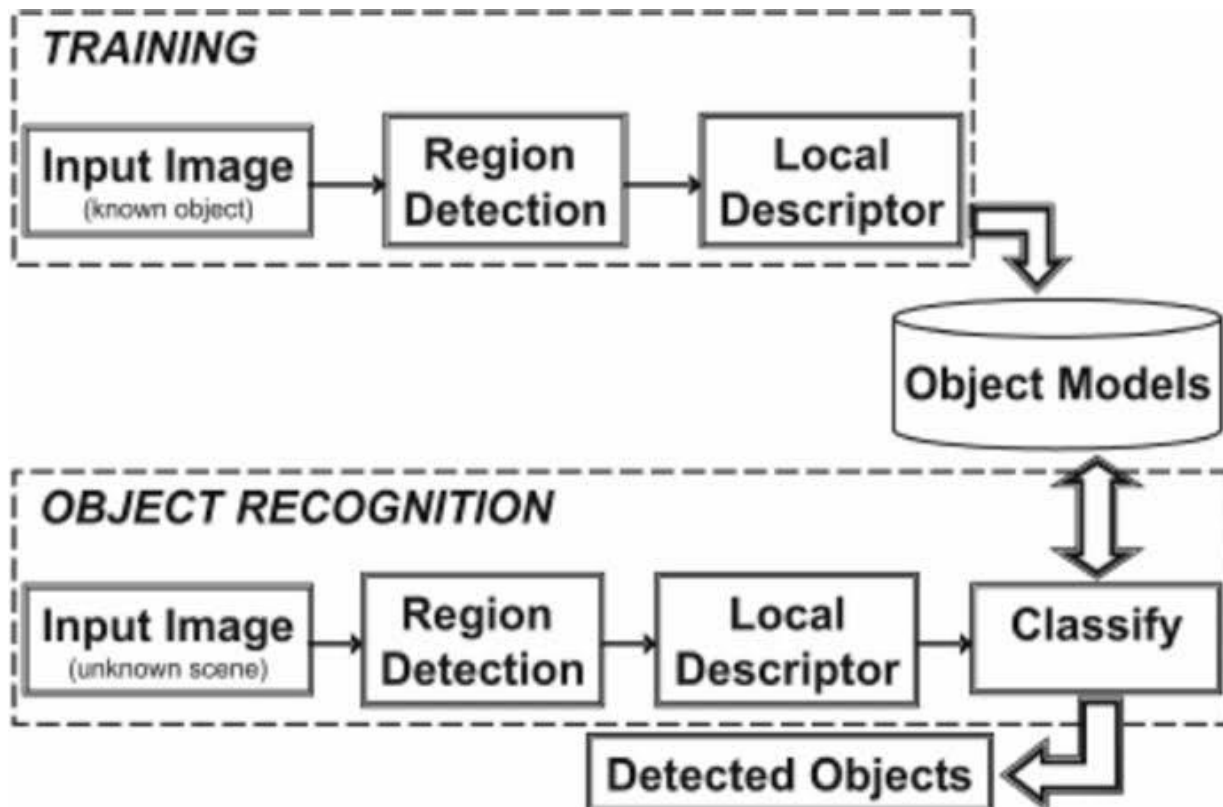 TRAINING
Input Image
(known object)
Region
Detection
Local
Descriptor
Object Models
OBJECT RECOGNITION
Input Image
(unknown scene)
Region
Detection
Local
Descriptor
Classify
Detected Objects